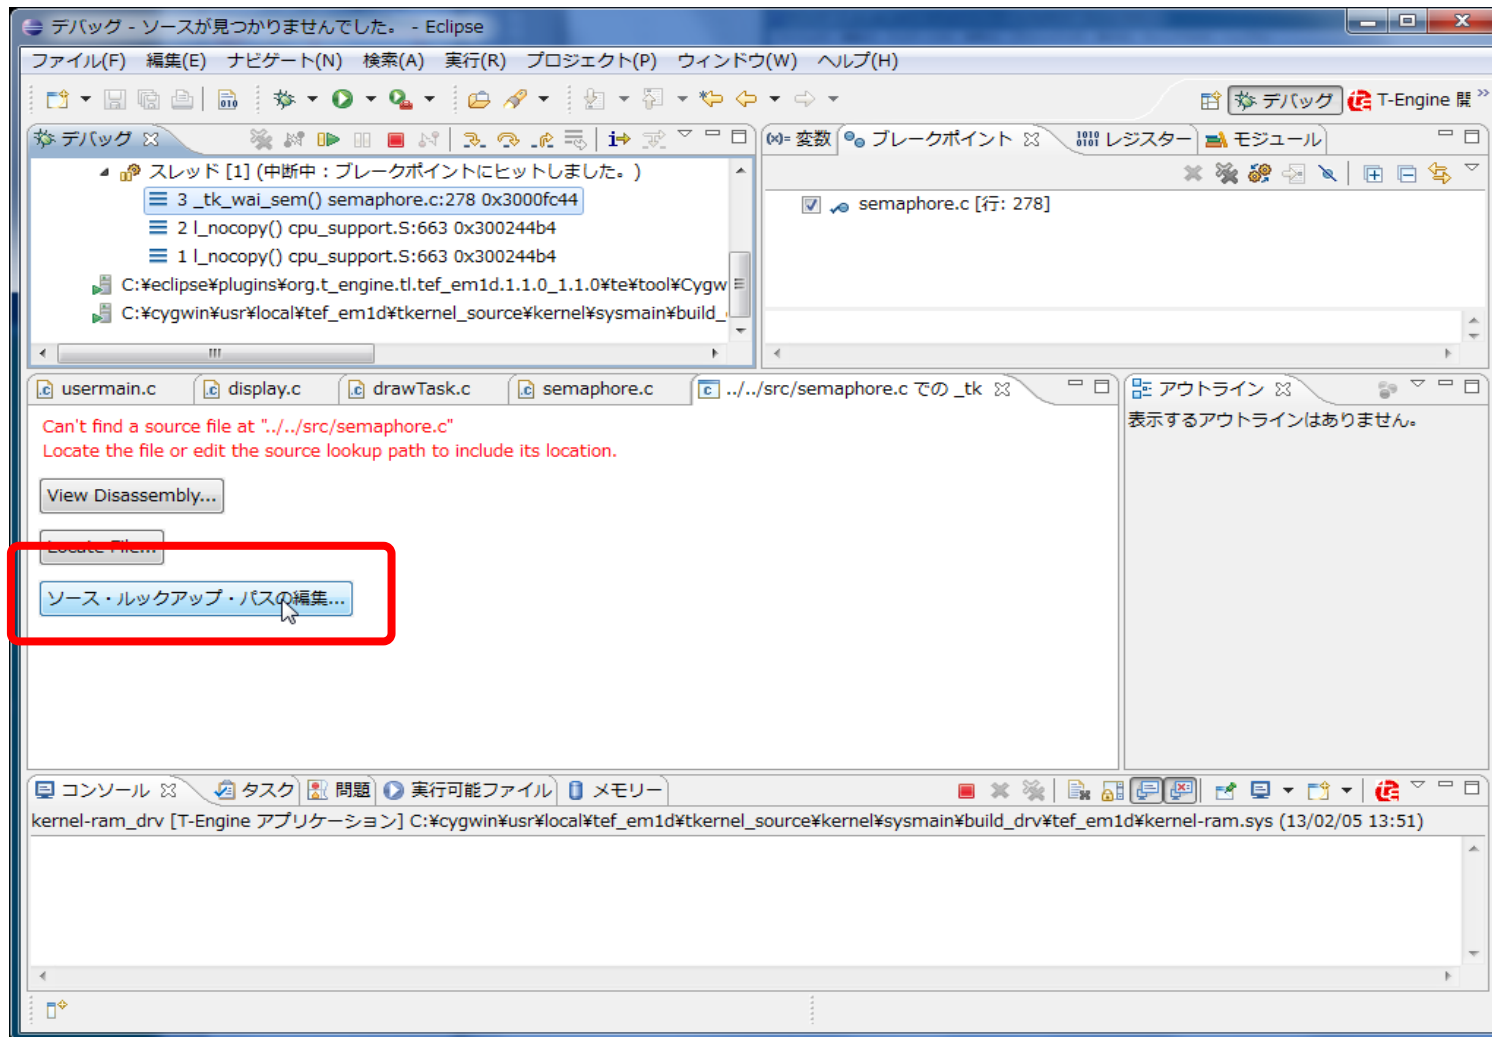 デバッグ - ソースが見つかりませんでした。 - Eclipse
ファイル(F) 編集(E) ナビゲート(N) 検索(A) 実行(R) プロジェクト(P) ウィンドウ(W) ヘルプ(H)
デバッグ T-Engine 開
デバッグ
スレッド [1] (中断中：ブレークポイントにヒットしました。)
3 _tk_wai_sem() semaphore.c:278 0x3000fc44
2 l_nocopy() cpu_support.S:663 0x300244b4
1 l_nocopy() cpu_support.S:663 0x300244b4
C:¥eclipse¥plugins¥org.t_engine.tl.tef_em1d.1.1.0_1.1.0¥te¥tool¥Cygw
C:¥cygwin¥usr¥local¥tef_em1d¥tkernel_source¥kernel¥sysmain¥build_
(x)= 変数 ブレークポイント レジスター モジュール
semaphore.c [行: 278]
usermain.c display.c drawTask.c semaphore.c ../../src/semaphore.c での _tk
Can't find a source file at "../../src/semaphore.c"
Locate the file or edit the source lookup path to include its location.
View Disassembly...
Locate File...
ソース・ルックアップ・パスの編集...
アウトライン
表示するアウトラインはありません。
コンソール タスク 問題 実行可能ファイル メモリー
kernel-ram_drv [T-Engine アプリケーション] C:¥cygwin¥usr¥local¥tef_em1d¥tkernel_source¥kernel¥sysmain¥build_drv¥tef_em1d¥kernel-ram.sys (13/02/05 13:51)